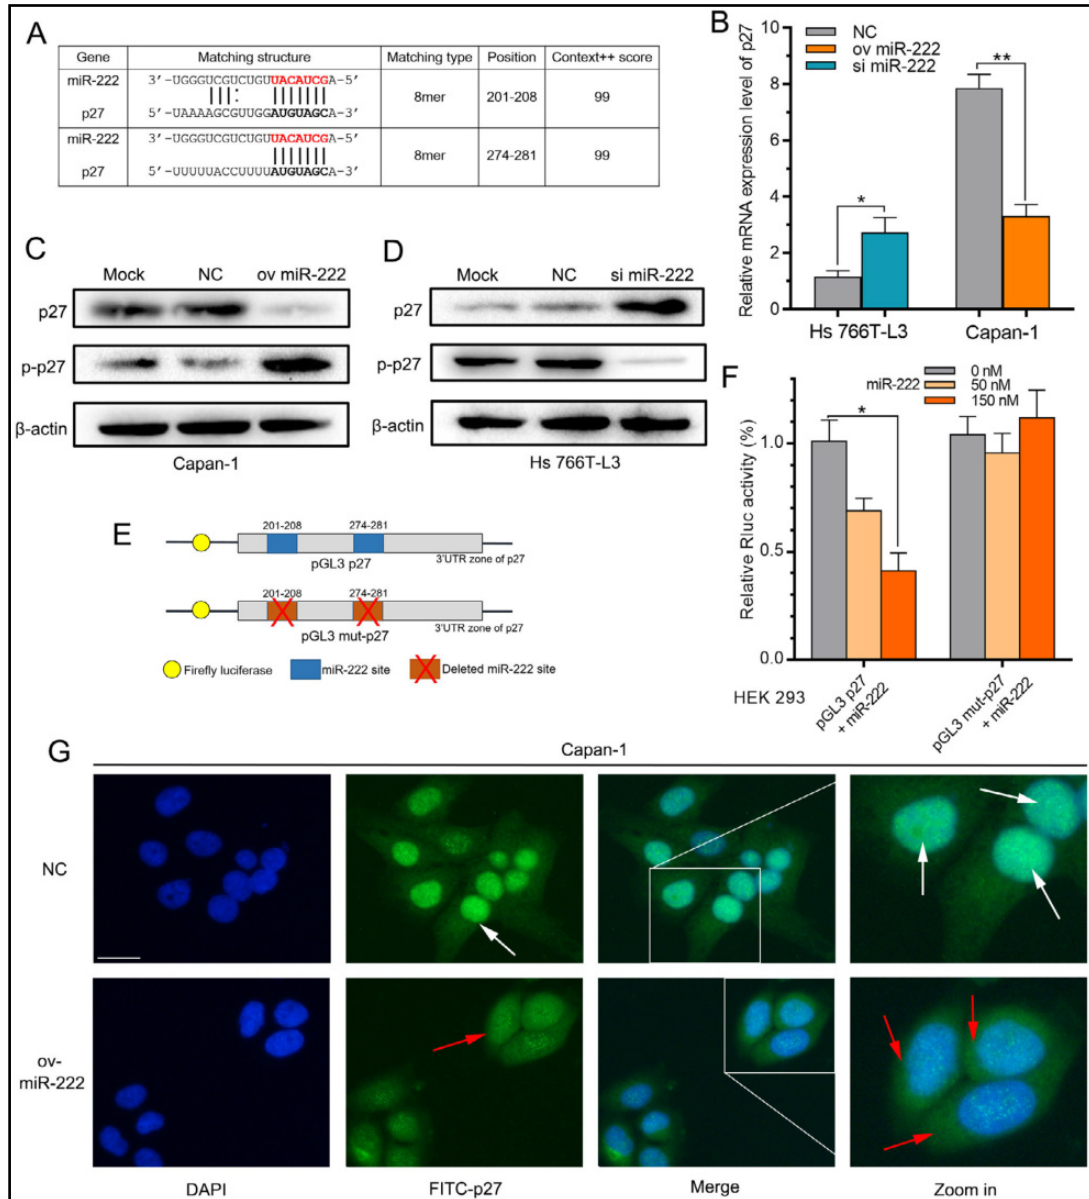 A
Gene Matching structure Matching type Position Context++ score
miR-222 3′-UGGGUCGUCUGUUACAUCGA-5′
p27 5′-UAAAAGCGUUGGAUGUAGCA-3′
8mer 201-208 99
miR-222 3′-UGGGUCGUCUGUUACAUCGA-5′
p27 5′-UUUUUACCUUUUAUGUAGCA-3′
8mer 274-281 99
B
Relative mRNA expression level of p27
10
8
6
4
2
0
NC
ov miR-222
si miR-222
*
**
Hs 766T-L3 Capan-1
C
Mock NC ov miR-222
p27
p-p27
β-actin
Capan-1
D
Mock NC si miR-222
p27
p-p27
β-actin
Hs 766T-L3
E
201-208 274-281
pGL3 p27
3'UTR zone of p27
201-208 274-281
pGL3 mut-p27
3'UTR zone of p27
Firefly luciferase miR-222 site Deleted miR-222 site
F
miR-222
0 nM
50 nM
150 nM
Relative Rluc activity (%)
1.0
0.5
0.0
*
HEK 293
pGL3 p27
+ miR-222
pGL3 mut-p27
+ miR-222
G
Capan-1
NC
ov-
miR-222
DAPI FITC-p27 Merge Zoom in